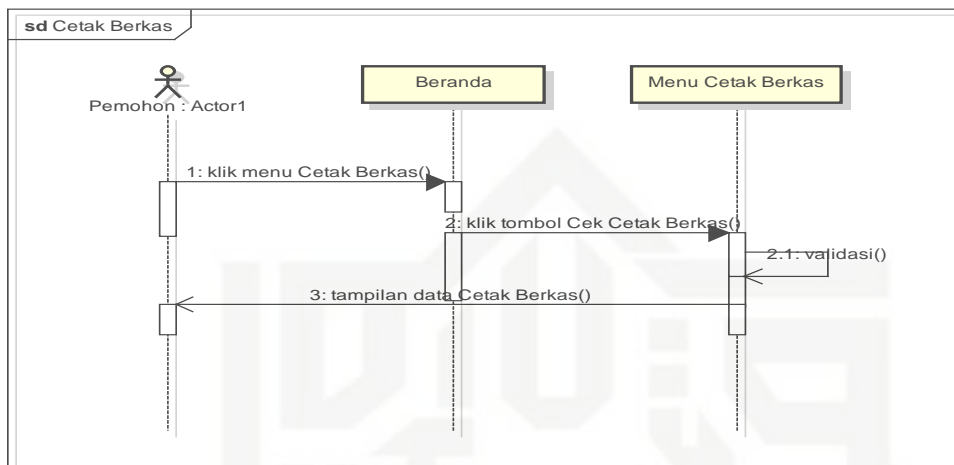 sd Cetak Berkas
Pemohon : Actor1
Beranda
Menu Cetak Berkas
1: klik menu Cetak Berkas()
2: klik tombol Cek Cetak Berkas()
2.1: validasi()
3: tampilan data Cetak Berkas()